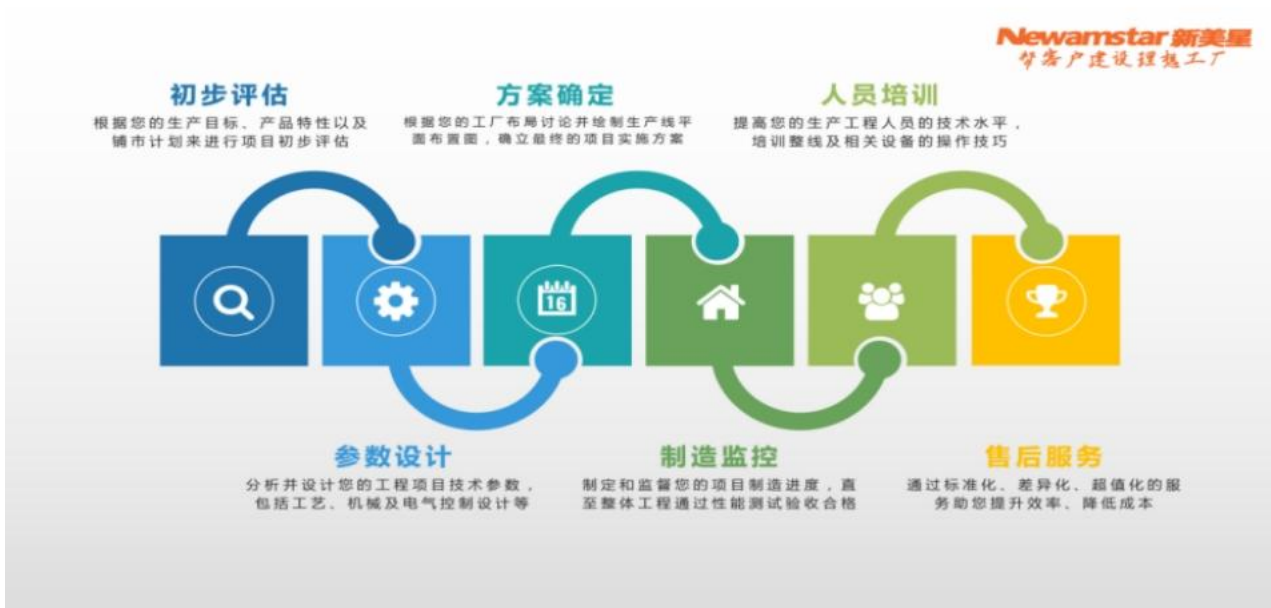 Newamstar 新美星
帮客户建设理想工厂
初步评估
根据您的生产目标、产品特性以及
铺市计划来进行项目初步评估
方案确定
根据您的工厂布局讨论并绘制生产线平
面布置图，确立最终的项目实施方案
人员培训
提高您的生产工程人员的技术水平，
培训整线及相关设备的操作技巧
16
参数设计
分析并设计您的工程项目技术参数，
包括工艺、机械及电气控制设计等
制造监控
制定和监督您的项目制造进度，直
至整体工程通过性能测试验收合格
售后服务
通过标准化、差异化、超值化的服
务助您提升效率、降低成本